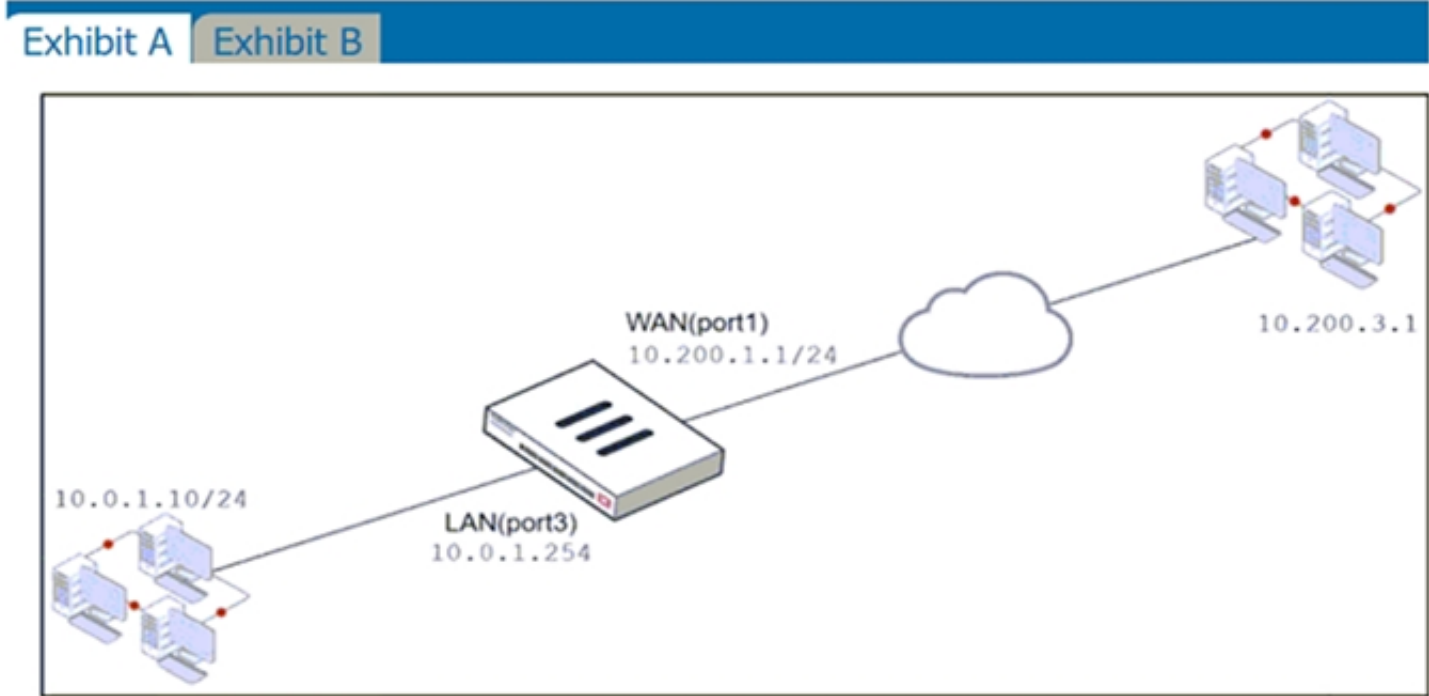 Exhibit A
Exhibit B
WAN(port1)
10.200.1.1/24
10.200.3.1
10.0.1.10/24
LAN(port3)
10.0.1.254